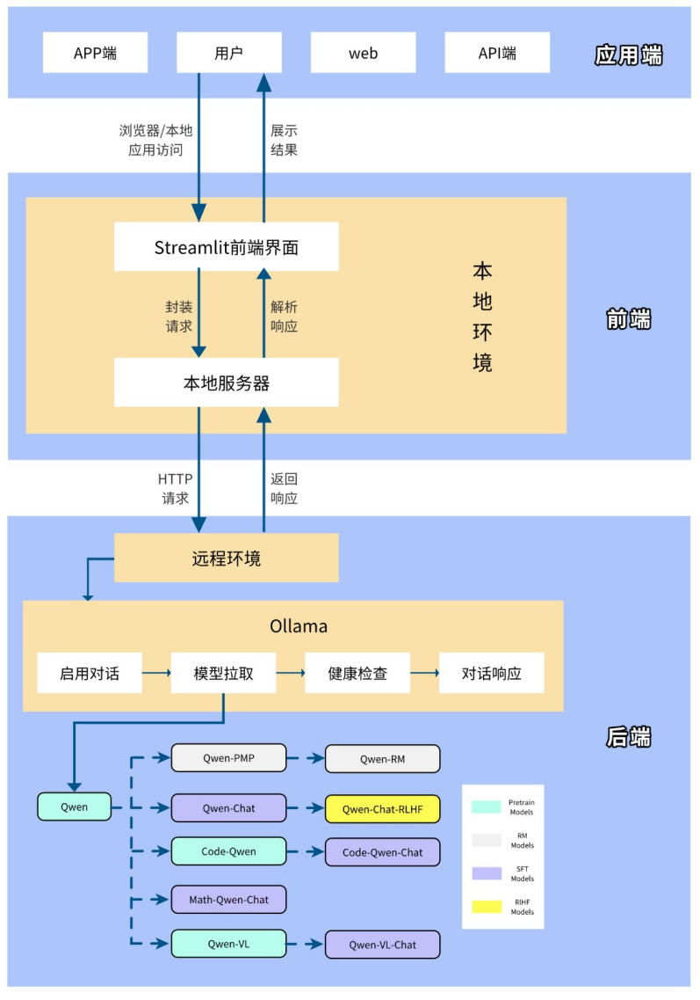 APP端
用户
web
API端
应用端
浏览器/本地
应用访问
展示
结果
Streamlit前端界面
本
地
环
境
前端
封装
请求
解析
响应
本地服务器
HTTP
请求
返回
响应
远程环境
Ollama
启用对话
模型拉取
健康检查
对话响应
后端
Qwen
Qwen-PMP
Qwen-RM
Qwen-Chat
Qwen-Chat-RLHF
Code-Qwen
Code-Qwen-Chat
Math-Qwen-Chat
Qwen-VL
Qwen-VL-Chat
Pretrain
Models
RM
Models
SFT
Models
RIHF
Models